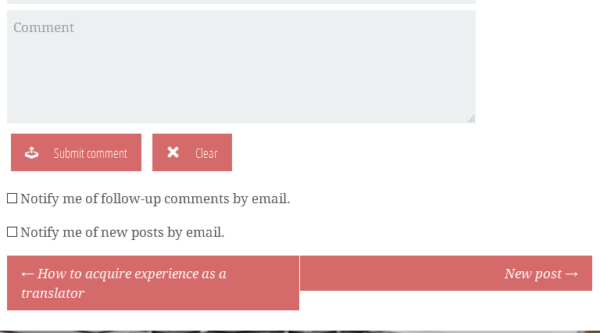 Comment
Submit comment Clear
Notify me of follow-up comments by email.
Notify me of new posts by email.
← How to acquire experience as a New post →
translator